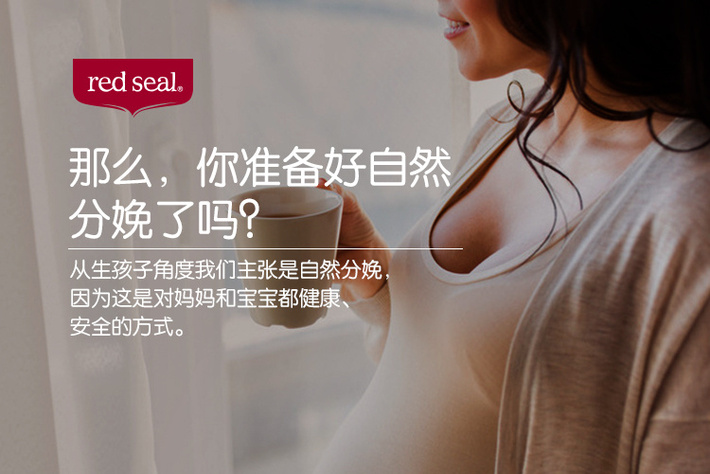 red seal®
那么，你准备好自然
分娩了吗？
从生孩子角度我们主张是自然分娩，
因为这是对妈妈和宝宝都健康、
安全的方式。